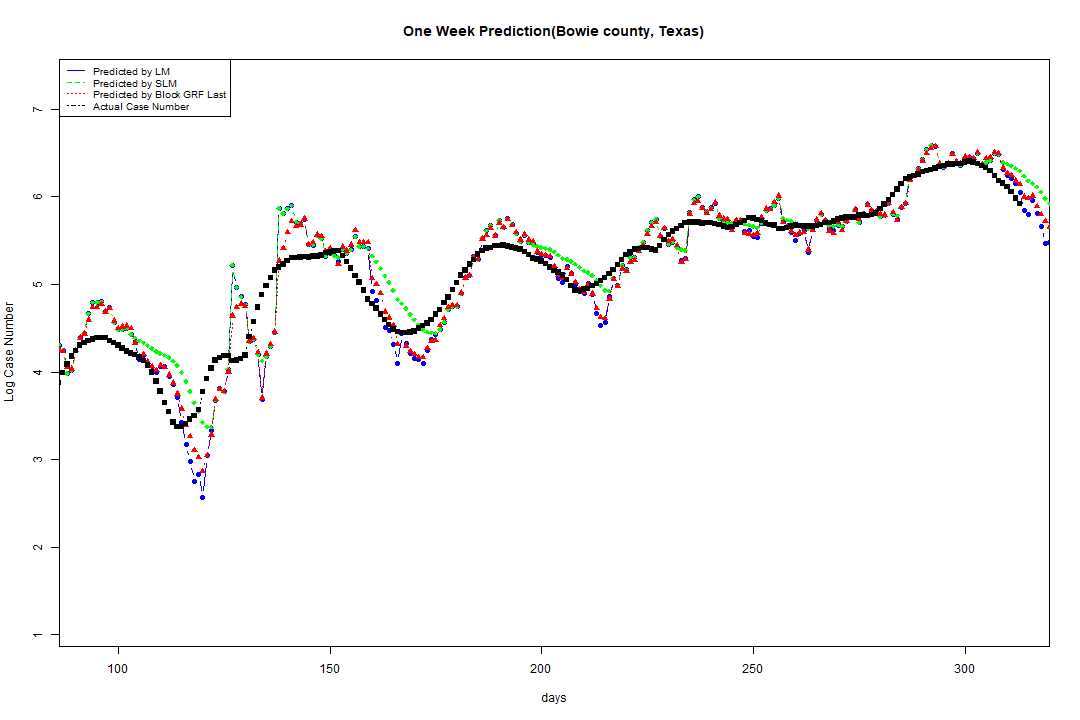 One Week Prediction(Bowie county, Texas)
Predicted by LM
Predicted by SLM
Predicted by Block GRF Last
Actual Case Number
7
6
5
4
3
2
1
Log Case Number
100 150 200 250 300
days